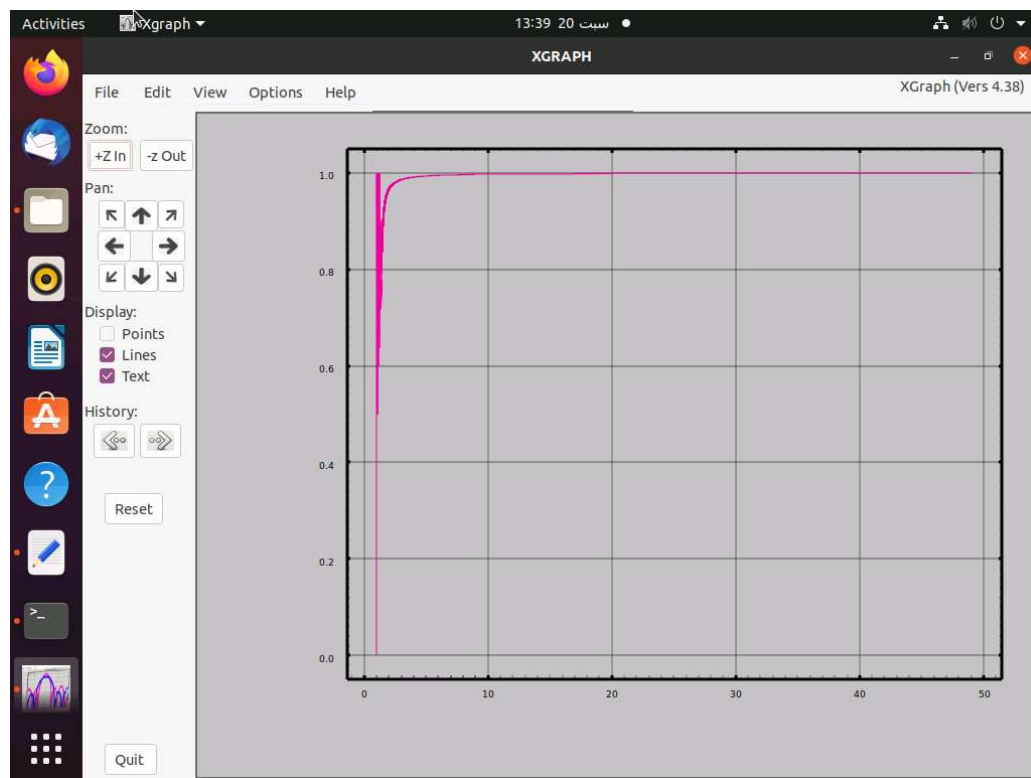 Activities Xgraph 13:39 20 سبت
XGRAPH
File Edit View Options Help XGraph (Vers 4.38)
Zoom:
+Z In -z Out
Pan:
Display:
Points
Lines
Text
History:
Reset
Quit
1.0
0.8
0.6
0.4
0.2
0.0
0 10 20 30 40 50